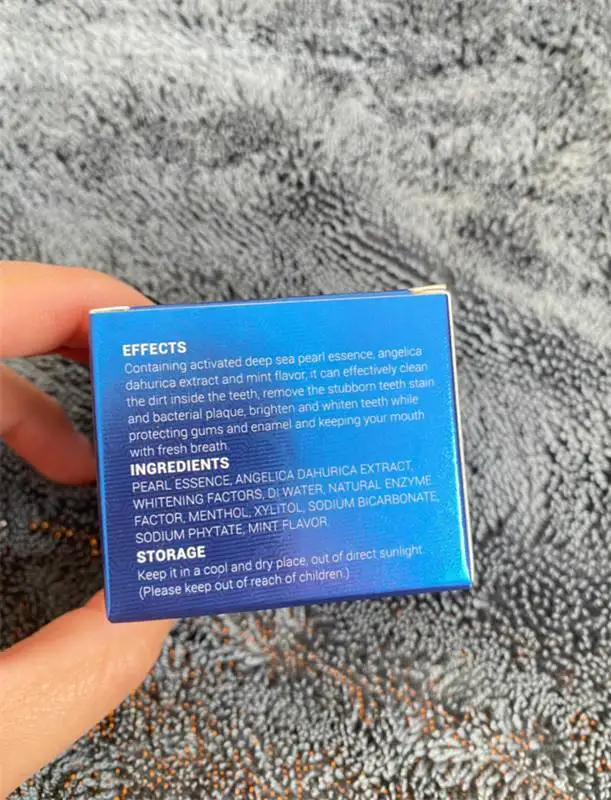 EFFECTS
Containing activated deep sea pearl essence, angelica
dahurica extract and mint flavor, it can effectively clean
the dirt inside the teeth, remove the stubborn teeth stain
and bacterial plaque, brighten and whiten teeth while
protecting gums and enamel and keeping your mouth
with fresh breath.
INGREDIENTS
PEARL ESSENCE, ANGELICA DAHURICA EXTRACT,
WHITENING FACTORS, DI WATER, NATURAL ENZYME
FACTOR, MENTHOL, XYLITOL, SODIUM BICARBONATE,
SODIUM PHYTATE, MINT FLAVOR
STORAGE
Keep it in a cool and dry place, out of direct sunlight.
(Please keep out of reach of children.)